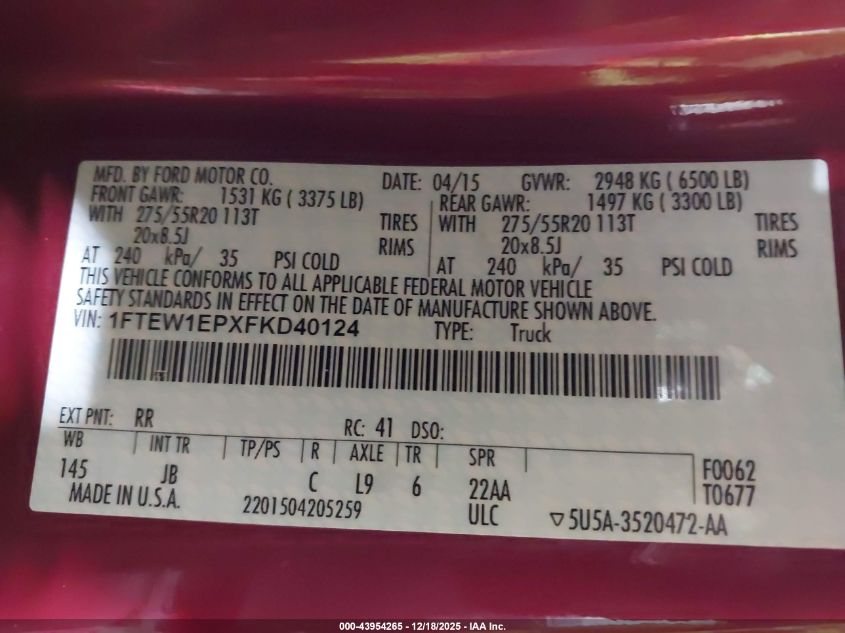 MFD. BY FORD MOTOR CO. DATE: 04/15 GVWR: 2948 KG ( 6500 LB)
FRONT GAWR: 1531 KG ( 3375 LB) REAR GAWR: 1497 KG ( 3300 LB)
WITH 275/55R20 113T TIRES WITH 275/55R20 113T TIRES
20x8.5J RIMS 20x8.5J RIMS
AT 240 kPa/ 35 PSI COLD AT 240 kPa/ 35 PSI COLD
THIS VEHICLE CONFORMS TO ALL APPLICABLE FEDERAL MOTOR VEHICLE
SAFETY STANDARDS IN EFFECT ON THE DATE OF MANUFACTURE SHOWN ABOVE.
VIN: 1FTEW1EPXFKD40124 TYPE: Truck
EXT PNT: RR RC: 41 DSO:
WB INT TR TP/PS R AXLE TR SPR F0062
145 JB C L9 6 22AA T0677
MADE IN U.S.A. 2201504205259 ULC ▽5U5A-3520472-AA
000-43954265 | 12/18/2025 - IAA Inc.